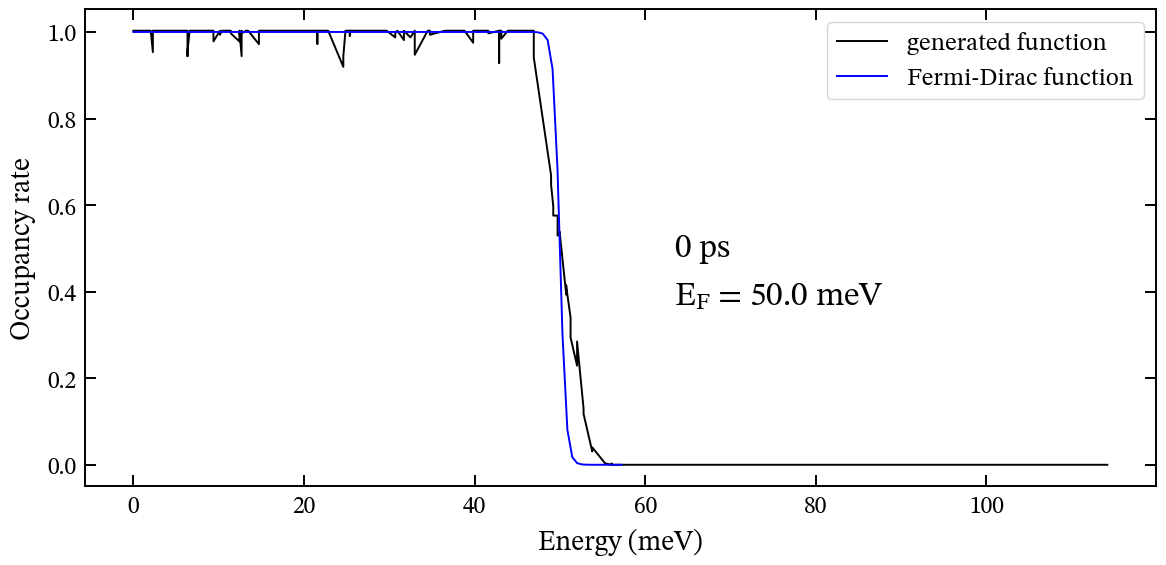 generated function
Fermi-Dirac function
1.0
0.8
0.6
0.4
0.2
0.0
Occupancy rate
0 ps
E_F = 50.0 meV
0 20 40 60 80 100
Energy (meV)